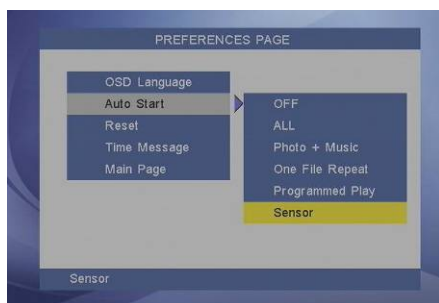 PREFERENCES PAGE
OSD Language
Auto Start
Reset
Time Message
Main Page
OFF
ALL
Photo + Music
One File Repeat
Programmed Play
Sensor
Sensor